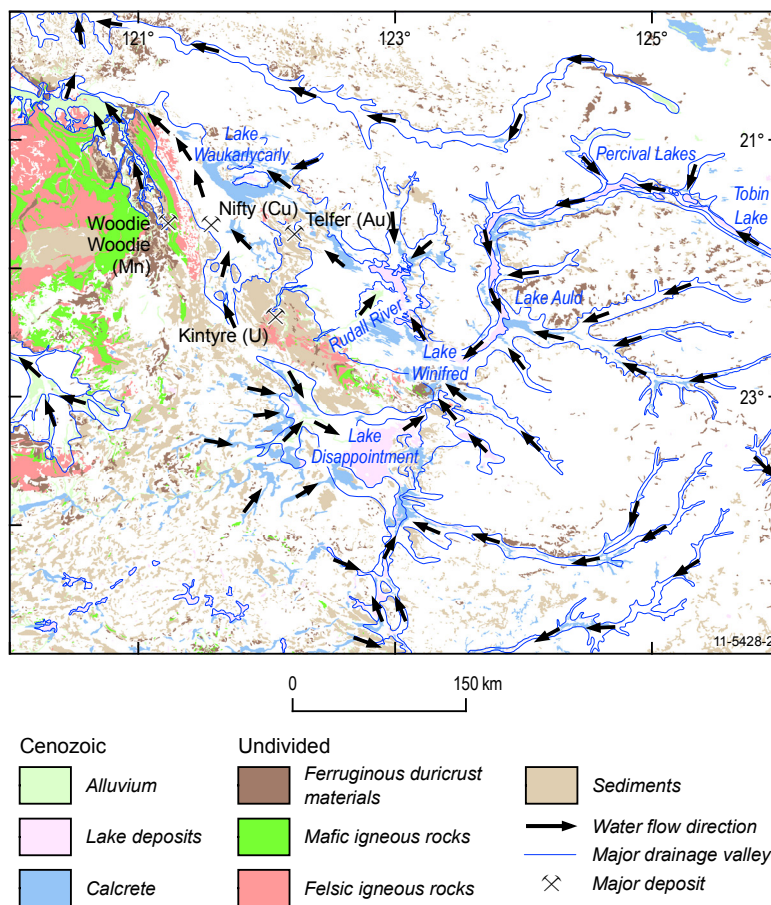 121°
123°
125°
21°
23°
Lake
Waukarlycarly
Percival Lakes
Tobin
Lake
Nifty (Cu)
Telfer (Au)
Woodie
Woodie
(Mn)
Kintyre (U)
Rudall River
Lake Auld
Lake
Winifred
Lake
Disappointment
11-5428-2
0
150 km
Cenozoic
Alluvium
Lake deposits
Calcrete
Undivided
Ferruginous duricrust
materials
Mafic igneous rocks
Felsic igneous rocks
Sediments
Water flow direction
Major drainage valley
Major deposit